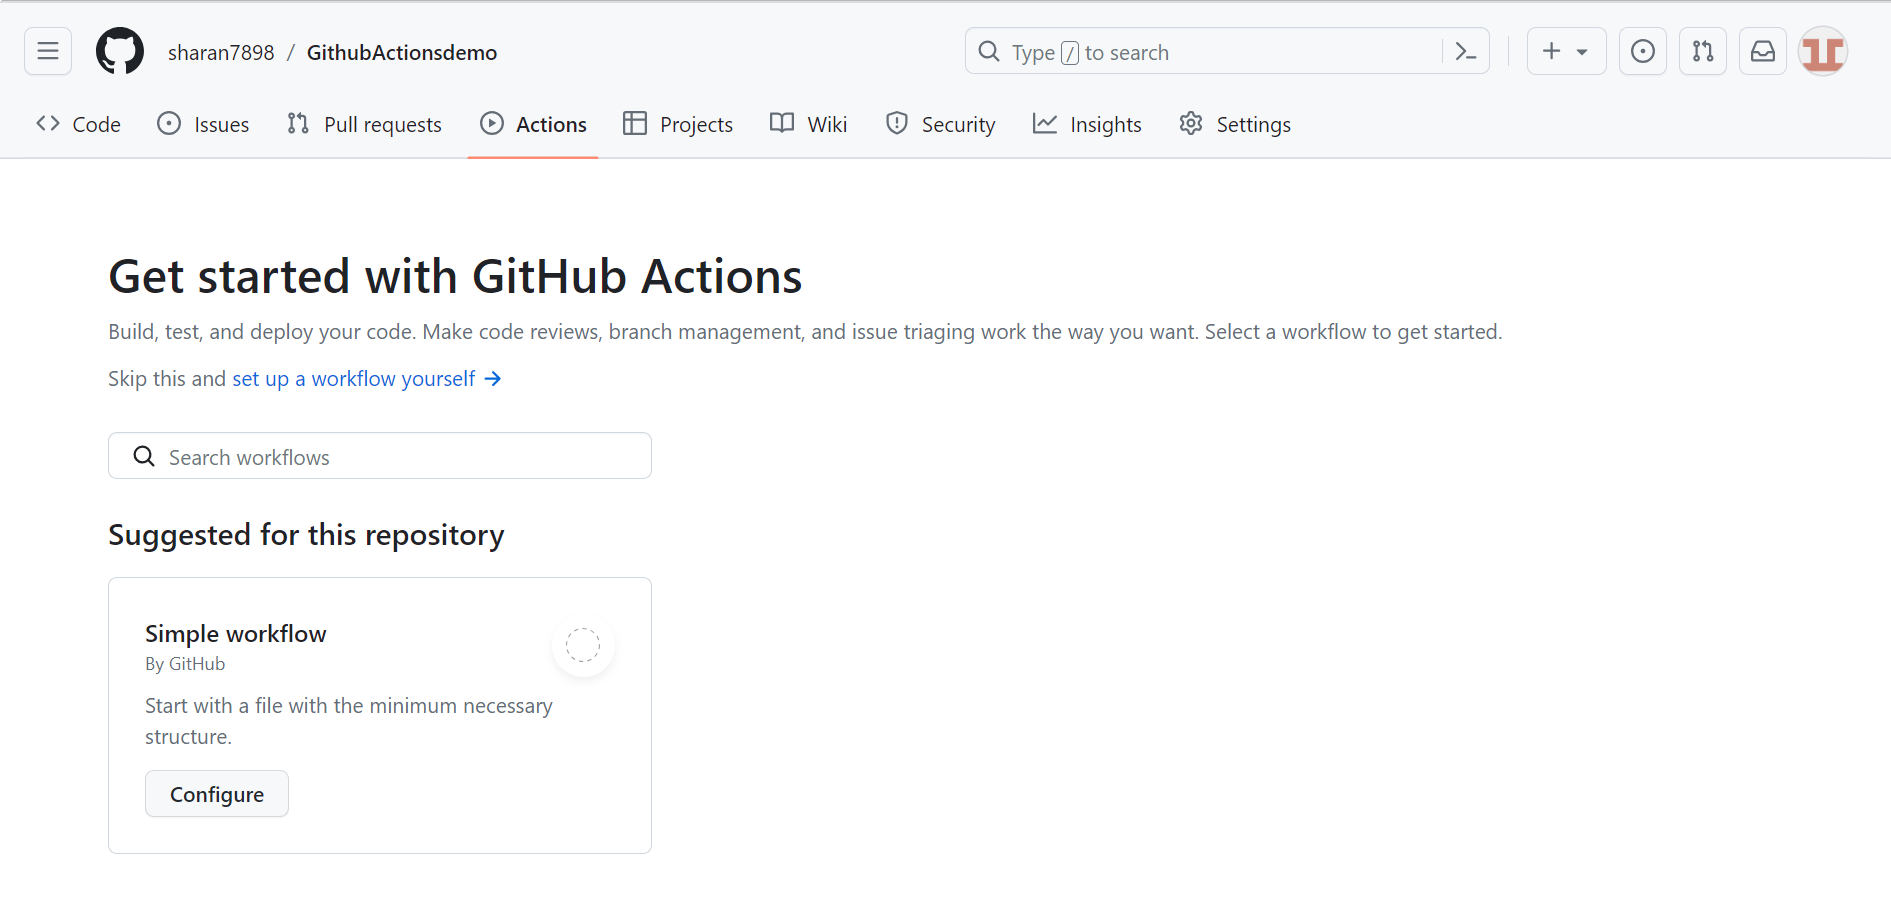 sharan7898 / GithubActionsdemo
Type / to search
Code Issues Pull requests Actions Projects Wiki Security Insights Settings
Get started with GitHub Actions
Build, test, and deploy your code. Make code reviews, branch management, and issue triaging work the way you want. Select a workflow to get started.
Skip this and set up a workflow yourself →
Search workflows
Suggested for this repository
Simple workflow
By GitHub
Start with a file with the minimum necessary
structure.
Configure